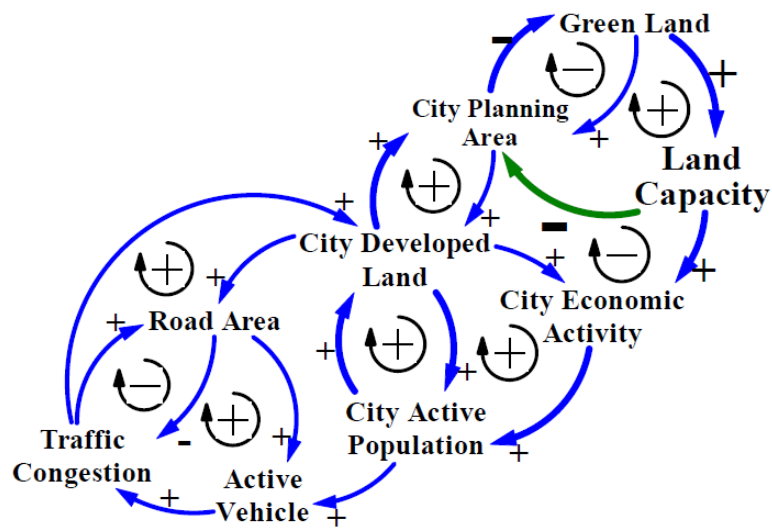 Green Land
City Planning
Area
Land
Capacity
City Developed
Land
City Economic
Activity
Road Area
City Active
Population
Traffic
Congestion
Active
Vehicle